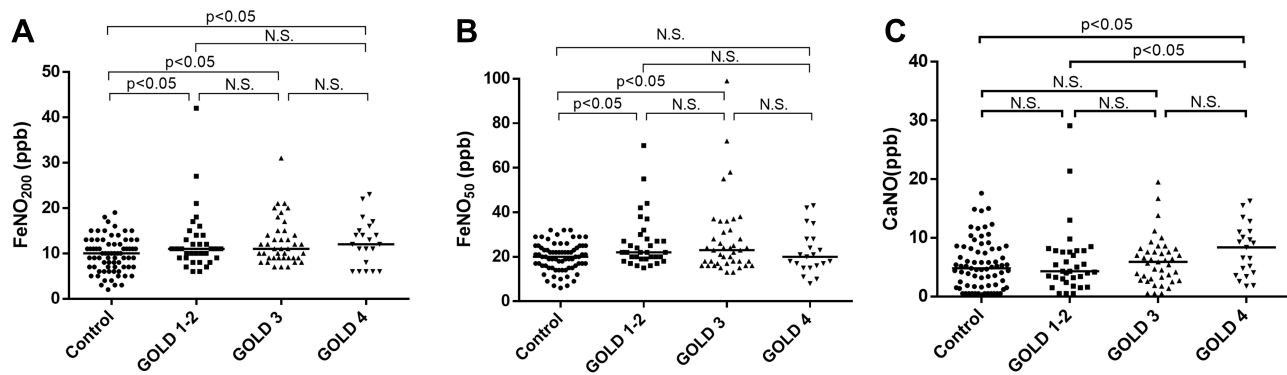 A
p<0.05
N.S.
p<0.05
p<0.05
N.S.
N.S.
FeNO200 (ppb)
50
40
30
20
10
0
Control
GOLD 1-2
GOLD 3
GOLD 4
B
N.S.
N.S.
p<0.05
p<0.05
N.S.
N.S.
FeNO50 (ppb)
100
80
60
40
20
0
Control
GOLD 1-2
GOLD 3
GOLD 4
C
p<0.05
p<0.05
N.S.
N.S.
N.S.
N.S.
CaNO(ppb)
40
30
20
10
0
Control
GOLD 1-2
GOLD 3
GOLD 4